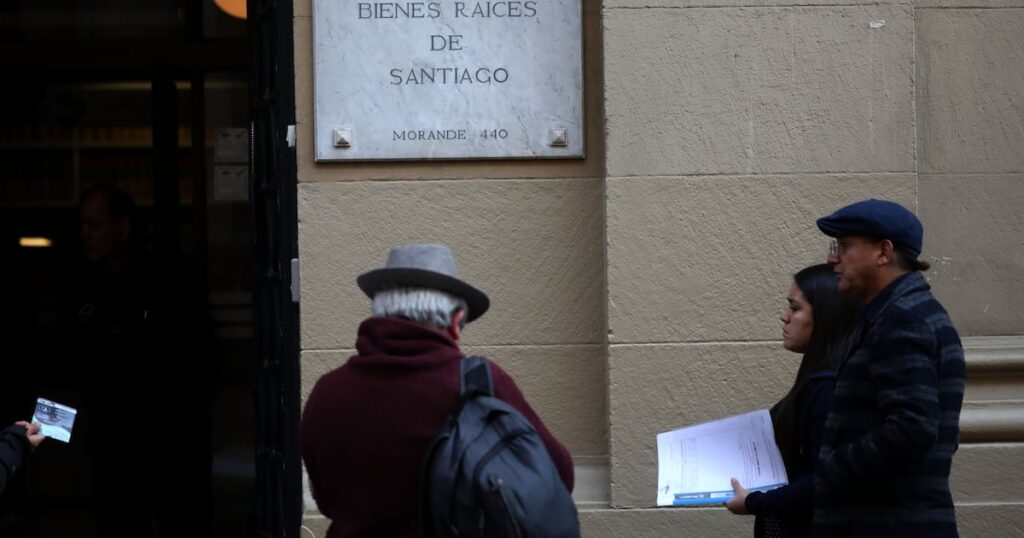 BIENES RAICES
DE
SANTIAGO
MORANDE 440